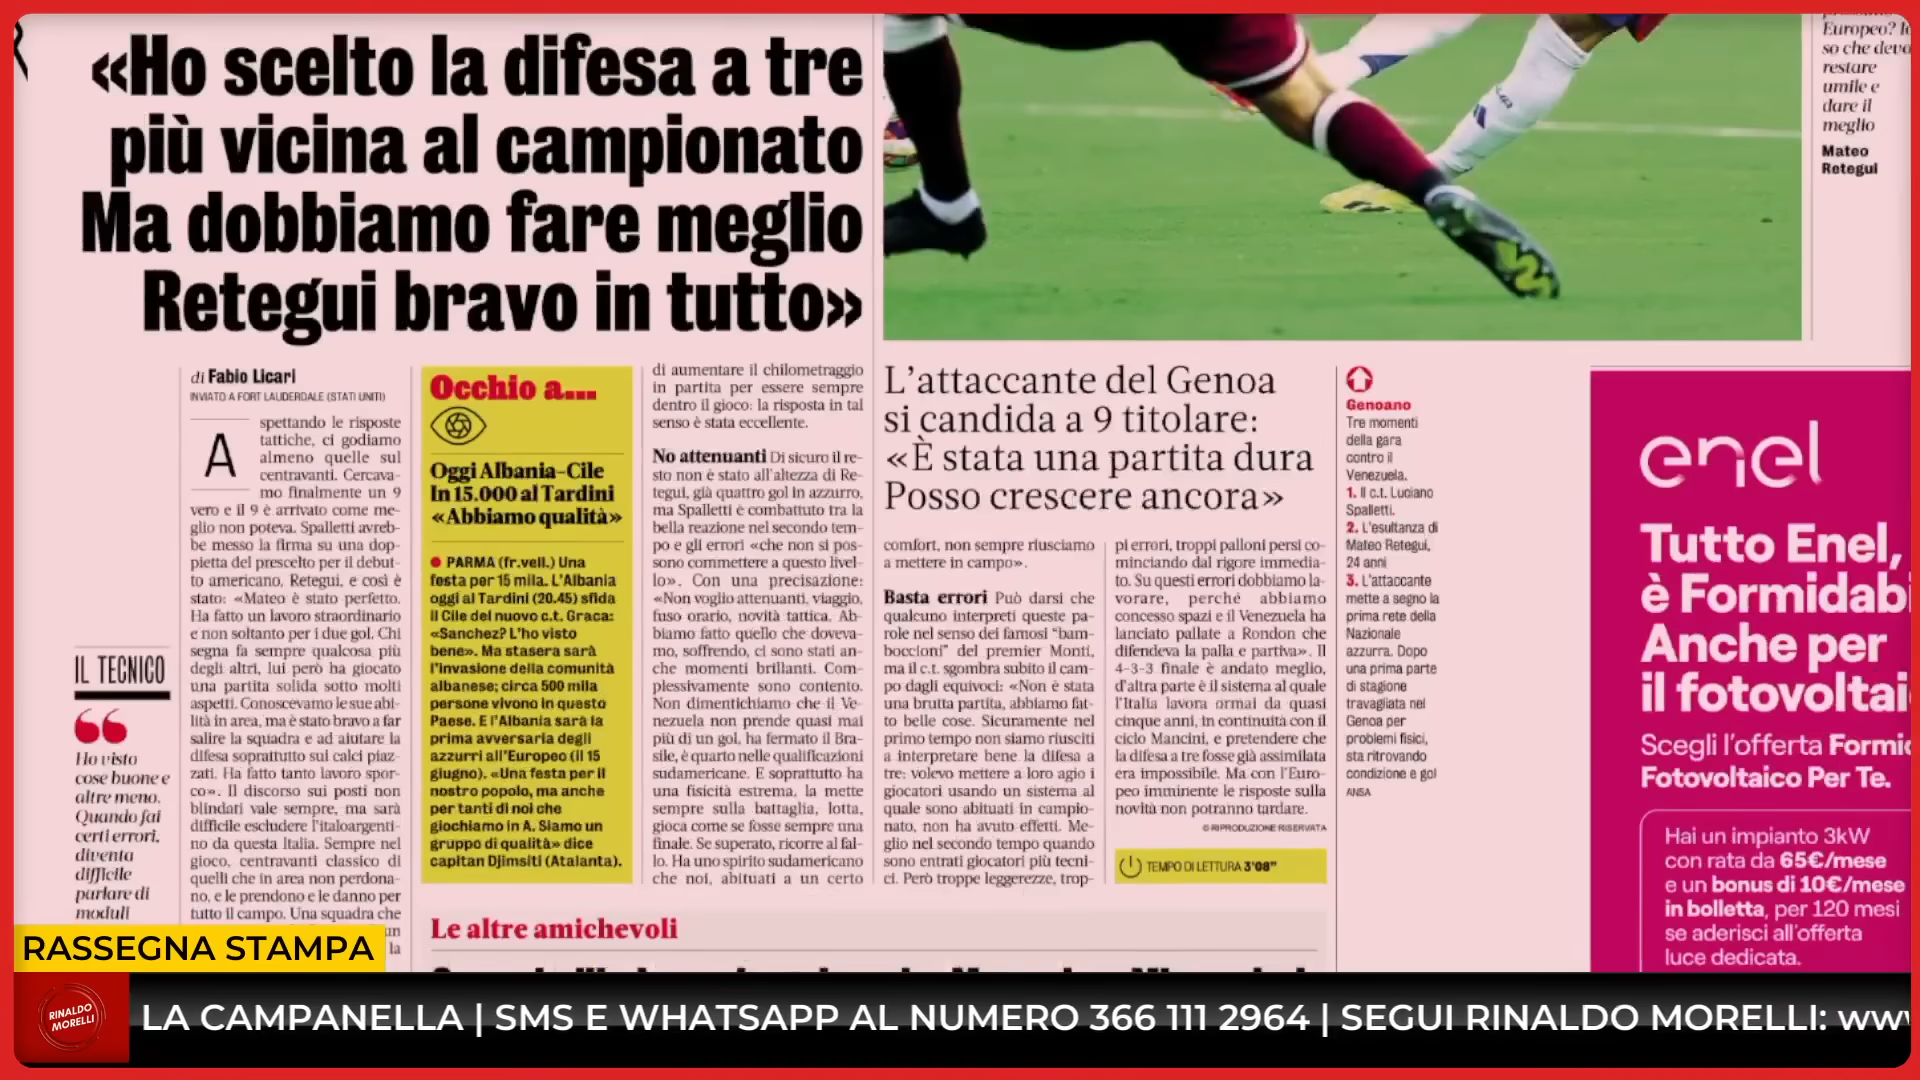 «Ho scelto la difesa a tre
più vicina al campionato
Ma dobbiamo fare meglio
Retegui bravo in tutto»
Europeo? Io
so che devo
restare
umile e
dare il
meglio
Mateo
Retegui
di Fabio Licari
INVIATO A FORT LAUDERDALE (STATI UNITI)
A
spettando le risposte
tattiche, ci godiamo
almeno quelle sul
centravanti. Cercava-
mo finalmente un 9
vero e il 9 è arrivato come me-
glio non poteva. Spalletti avreb-
be messo la firma su una dop-
pietta del prescelto per il debut-
to americano, Retegui, e così è
stato: «Mateo è stato perfetto.
Ha fatto un lavoro straordinario
e non soltanto per i due gol. Chi
segna fa sempre qualcosa più
degli altri, lui però ha giocato
una partita solida sotto molti
aspetti. Conoscevamo le sue abi-
lità in area, ma è stato bravo a far
salire la squadra e ad aiutare la
difesa soprattutto sui calci piaz-
zati. Ha fatto tanto lavoro spor-
co». Il discorso sui posti non
blindati vale sempre, ma sarà
difficile escludere l'italoargenti-
no da questa Italia. Sempre nel
gioco, centravanti classico di
quelli che in area non perdona-
no, e le prendono e le danno per
tutto il campo. Una squadra che
un
la
IL TECNICO
Ho visto
cose buone e
altre meno.
Quando fai
certi errori,
diventa
difficile
parlare di
moduli
Occhio a...
Oggi Albania-Cile
In 15.000 al Tardini
«Abbiamo qualità»
● PARMA (fr.vell.) Una
festa per 15 mila. L'Albania
oggi al Tardini (20.45) sfida
il Cile del nuovo c.t. Graca:
«Sanchez? L'ho visto
bene». Ma stasera sarà
l'invasione della comunità
albanese; circa 500 mila
persone vivono in questo
Paese. E l'Albania sarà la
prima avversaria degli
azzurri all'Europeo (il 15
giugno). «Una festa per il
nostro popolo, ma anche
per tanti di noi che
giochiamo in A. Siamo un
gruppo di qualità» dice
capitan Djimsiti (Atalanta).
di aumentare il chilometraggio
in partita per essere sempre
dentro il gioco: la risposta in tal
senso è stata eccellente.
No attenuanti Di sicuro il re-
sto non è stato all'altezza di Re-
tegui, già quattro gol in azzurro,
ma Spalletti è combattuto tra la
bella reazione nel secondo tem-
po e gli errori «che non si pos-
sono commettere a questo livel-
lo». Con una precisazione:
«Non voglio attenuanti, viaggio,
fuso orario, novità tattica. Ab-
biamo fatto quello che doveva-
mo, soffrendo, ci sono stati an-
che momenti brillanti. Com-
plessivamente sono contento.
Non dimentichiamo che il Ve-
nezuela non prende quasi mai
più di un gol, ha fermato il Bra-
sile, è quarto nelle qualificazioni
sudamericane. E soprattutto ha
una fisicità estrema, la mette
sempre sulla battaglia, lotta,
gioca come se fosse sempre una
finale. Se superato, ricorre al fal-
lo. Ha uno spirito sudamericano
che noi, abituati a un certo
L'attaccante del Genoa
si candida a 9 titolare:
«È stata una partita dura
Posso crescere ancora»
comfort, non sempre riusciamo
a mettere in campo».
Basta errori Può darsi che
qualcuno interpreti queste pa-
role nel senso dei famosi "bam-
boccioni" del premier Monti,
ma il c.t. sgombra subito il cam-
po dagli equivoci: «Non è stata
una brutta partita, abbiamo fat-
to belle cose. Sicuramente nel
primo tempo non siamo riusciti
a interpretare bene la difesa a
tre: volevo mettere a loro agio i
giocatori usando un sistema al
quale sono abituati in campio-
nato, non ha avuto effetti. Me-
glio nel secondo tempo quando
sono entrati giocatori più tecni-
ci. Però troppe leggerezze, trop-
pi errori, troppi palloni persi co-
minciando dal rigore immedia-
to. Su questi errori dobbiamo la-
vorare, perché abbiamo
concesso spazi e il Venezuela ha
lanciato pallate a Rondon che
difendeva la palla e partiva». Il
4-3-3 finale è andato meglio,
d'altra parte è il sistema al quale
l'Italia lavora ormai da quasi
cinque anni, in continuità con il
ciclo Mancini, e pretendere che
la difesa a tre fosse già assimilata
era impossibile. Ma con l'Euro-
peo imminente le risposte sulla
novità non potranno tardare.
© RIPRODUZIONE RISERVATA
TEMPO DI LETTURA 3'08"
Genoano
Tre momenti
della gara
contro il
Venezuela.
1. Il c.t. Luciano
Spalletti.
2. L'esultanza di
Mateo Retegui,
24 anni
3. L'attaccante
mette a segno la
prima rete della
Nazionale
azzurra. Dopo
una prima parte
di stagione
travagliata nel
Genoa per
problemi fisici,
sta ritrovando
condizione e gol
ANSA
enel
Tutto Enel,
è Formidabi
Anche per
il fotovoltai
Scegli l'offerta Formid
Fotovoltaico Per Te.
Hai un impianto 3kW
con rata da 65€/mese
e un bonus di 10€/mese
in bolletta, per 120 mesi
se aderisci all'offerta
luce dedicata.
Le altre amichevoli
RASSEGNA STAMPA
RINALDO
MORELLI
LA CAMPANELLA | SMS E WHATSAPP AL NUMERO 366 111 2964 | SEGUI RINALDO MORELLI: www